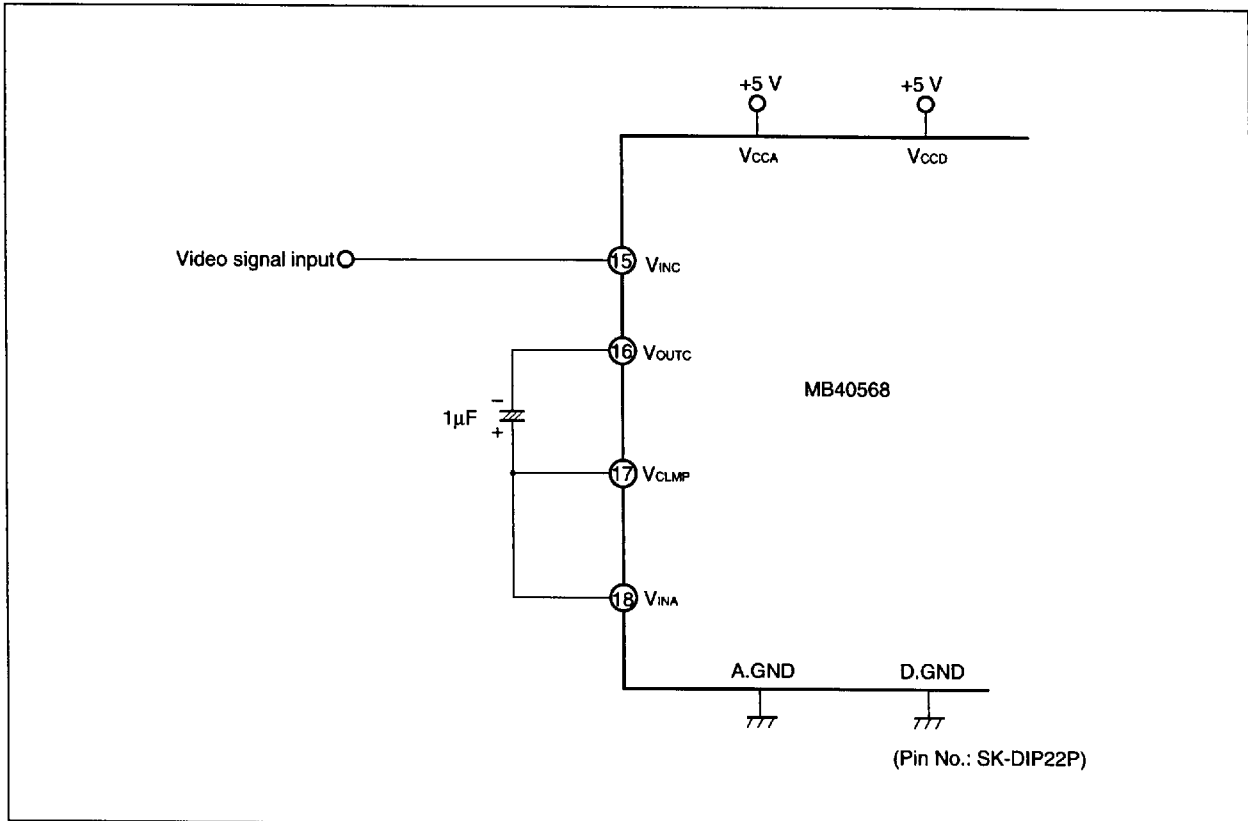 +5 V +5 V
VCCA VCCD
Video signal input 15 VINC
16 VOUTC
MB40568
−
1μF
+
17 VCLMP
18 VINA
A.GND D.GND
(Pin No.: SK-DIP22P)